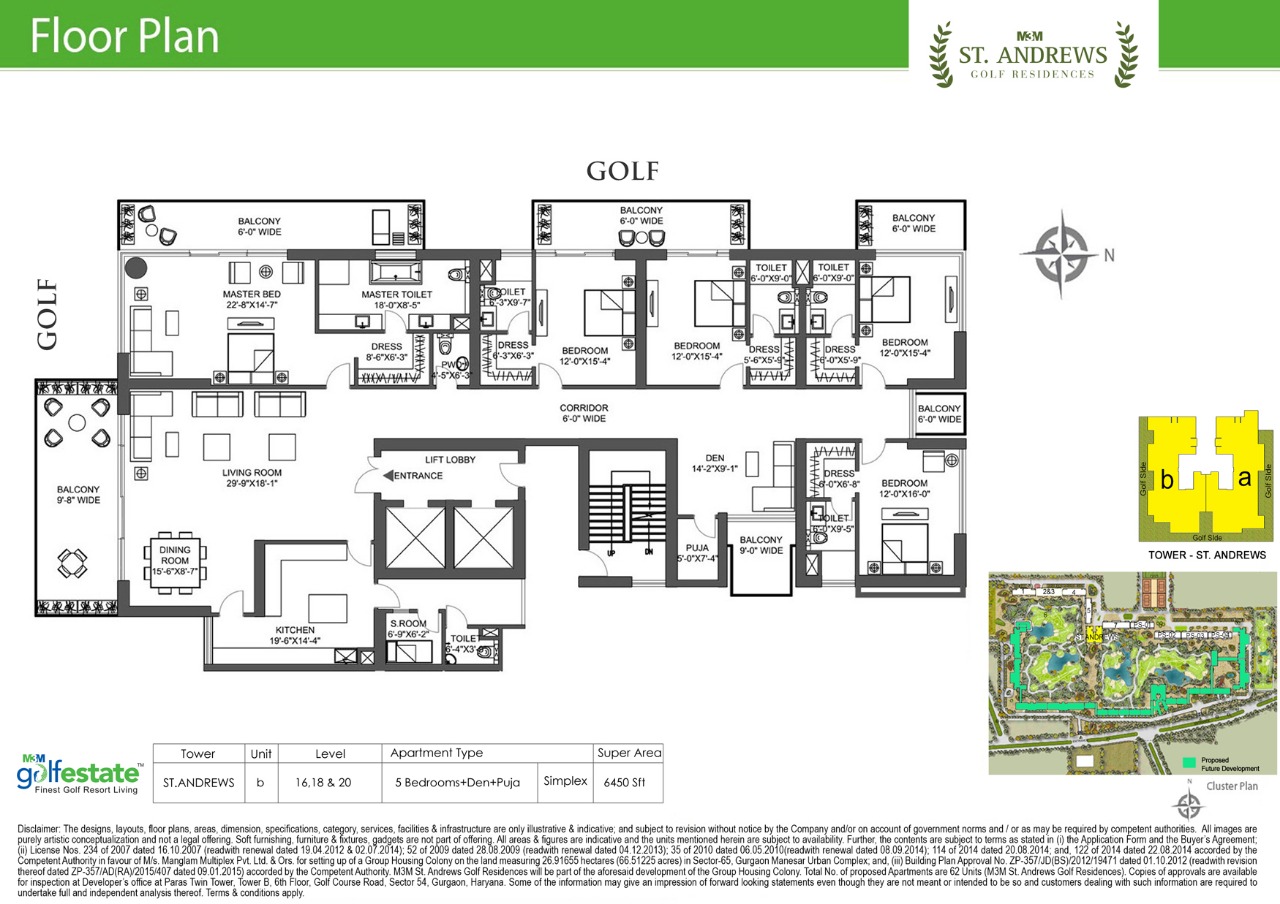 Floor Plan
M3M
ST. ANDREWS
GOLF RESIDENCES
GOLF
GOLF
N
BALCONY
6'-0" WIDE
BALCONY
6'-0" WIDE
BALCONY
6'-0" WIDE
MASTER BED
22'-8"X14'-7"
MASTER TOILET
18'-0"X8'-5"
TOILET
6'-3"X9'-7"
TOILET
6'-0"X9'-0"
TOILET
6'-0"X9'-0"
DRESS
8'-6"X6'-3"
PWD
4'-5"X6'-3"
DRESS
6'-3"X6'-3"
BEDROOM
12'-0"X15'-4"
BEDROOM
12'-0"X15'-4"
DRESS
5'-6"X5'-9"
DRESS
6'-0"X5'-9"
BEDROOM
12'-0"X15'-4"
CORRIDOR
6'-0" WIDE
BALCONY
6'-0" WIDE
BALCONY
9'-8" WIDE
LIVING ROOM
29'-9"X18'-1"
LIFT LOBBY
ENTRANCE
DEN
14'-2"X9'-1"
DRESS
6'-0"X6'-8"
BEDROOM
12'-0"X16'-0"
TOILET
6'-0"X9'-5"
UP
DN
PUJA
5'-0"X7'-4"
BALCONY
9'-0" WIDE
DINING
ROOM
15'-6"X8'-7"
KITCHEN
19'-6"X14'-4"
S.ROOM
6'-9"X6'-2"
TOILET
b
a
Golf Side
Golf Side
Golf Side
TOWER - ST. ANDREWS
1
2&3
4
5
7
PS-01
PS-02
PS-03
PS-04
ST.ANDREWS
Proposed
Future Development
N
Cluster Plan
M3M
golfestate™
Finest Golf Resort Living
Tower Unit Level Apartment Type Super Area
ST.ANDREWS b 16,18 & 20 5 Bedrooms+Den+Puja Simplex 6450 Sft
Disclaimer: The designs, layouts, floor plans, areas, dimension, specifications, category, services, facilities & infrastructure are only illustrative & indicative; and subject to revision without notice by the Company and/or on account of government norms and / or as may be required by competent authorities. All images are
purely artistic conceptualization and not a legal offering. Soft furnishing, furniture & fixtures, gadgets are not part of offering. All areas & figures are indicative and the units mentioned herein are subject to availability. Further, the contents are subject to terms as stated in (i) the Application Form and the Buyer's Agreement;
(ii) License Nos. 234 of 2007 dated 16.10.2007 (readwith renewal dated 19.04.2012 & 02.07.2014); 52 of 2009 dated 28.08.2009 (readwith renewal dated 04.12.2013); 35 of 2010 dated 06.05.2010(readwith renewal dated 08.09.2014); 114 of 2014 dated 20.08.2014; and, 122 of 2014 dated 22.08.2014 accorded by the
Competent Authority in favour of M/s. Manglam Multiplex Pvt. Ltd. & Ors. for setting up of a Group Housing Colony on the land measuring 26.91655 hectares (66.51225 acres) in Sector-65, Gurgaon Manesar Urban Complex; and, (iii) Building Plan Approval No. ZP-357/JD(BS)/2012/19471 dated 01.10.2012 (readwith revision
thereof dated ZP-357/AD(RA)/2015/407 dated 09.01.2015) accorded by the Competent Authority. M3M St. Andrews Golf Residences will be part of the aforesaid development of the Group Housing Colony. Total No. of proposed Apartments are 62 Units (M3M St. Andrews Golf Residences). Copies of approvals are available
for inspection at Developer's office at Paras Twin Tower, Tower B, 6th Floor, Golf Course Road, Sector 54, Gurgaon, Haryana. Some of the information may give an impression of forward looking statements even though they are not meant or intended to be so and customers dealing with such information are required to
undertake full and independent analysis thereof. Terms & conditions apply.